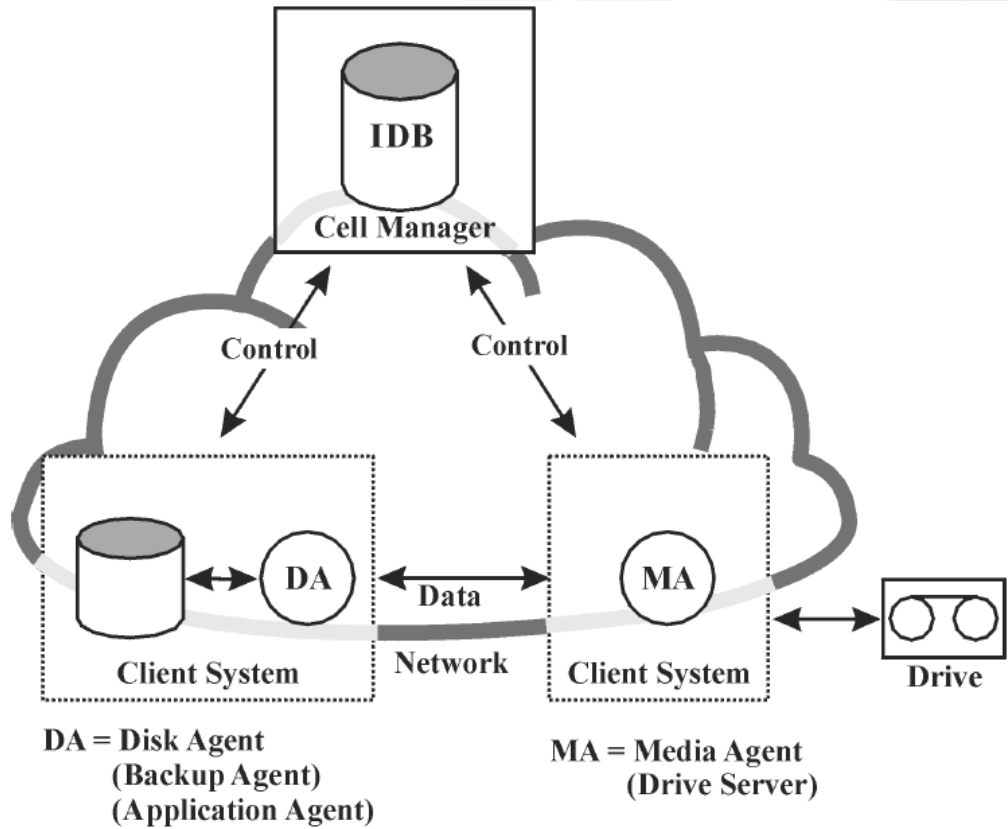 IDB
Cell Manager
Control
Control
DA
Data
MA
Client System
Network
Client System
Drive
DA = Disk Agent
(Backup Agent)
(Application Agent)
MA = Media Agent
(Drive Server)